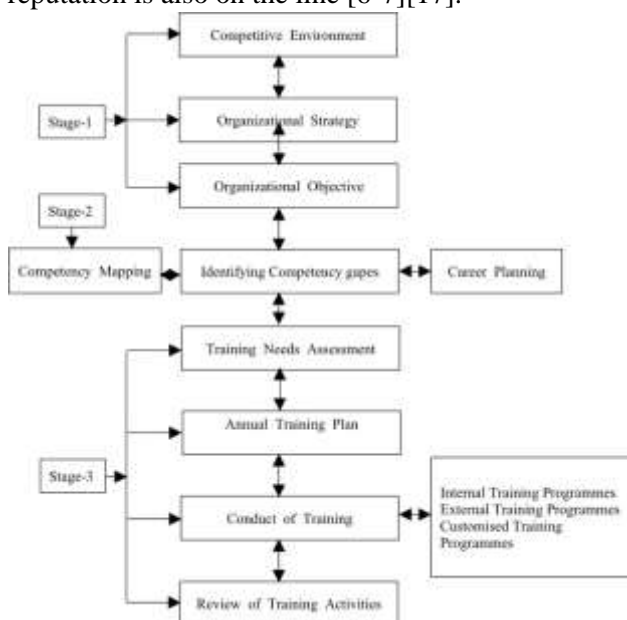 reputation is also on the line [6-7][17].
Competitive Environment
Stage-1
Organizational Strategy
Organizational Objective
Stage-2
Competency Mapping
Identifying Competency gapes
Career Planning
Training Needs Assessment
Annual Training Plan
Stage-3
Conduct of Training
Internal Training Programmes
External Training Programmes
Customised Training
Programmes
Review of Training Activities